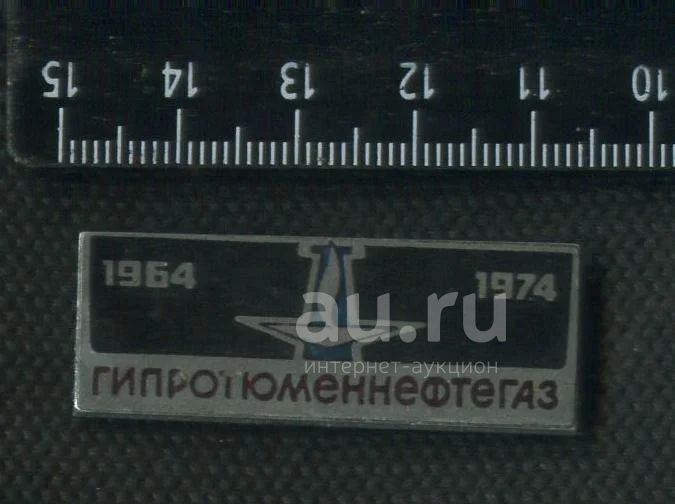 15 14 13 12 11 10
1964 1974
au.ru
интернет-аукцион
гипротюменнефтегаз